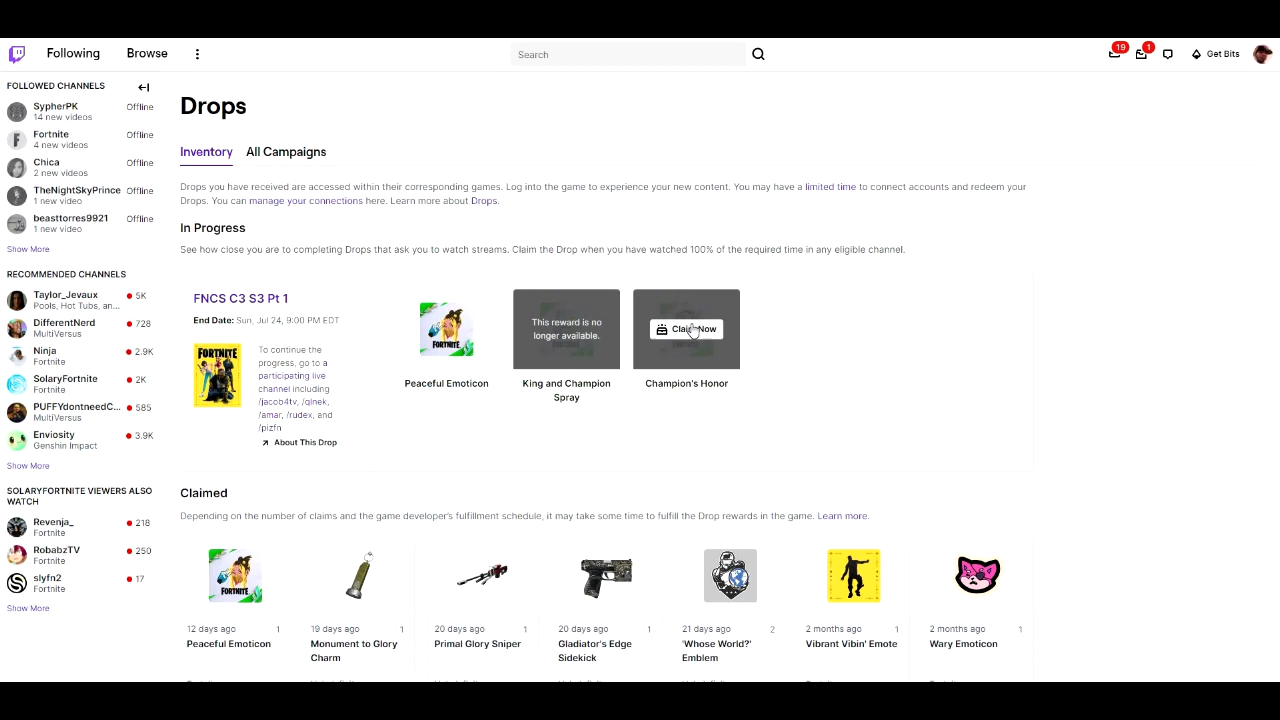 Following
Browse
Search
19
1
Get Bits
FOLLOWED CHANNELS
SypherPK
Offline
14 new videos
Fortnite
Offline
4 new videos
Chica
Offline
2 new videos
TheNightSkyPrince
Offline
1 new video
beasttorres9921
Offline
1 new video
Show More
RECOMMENDED CHANNELS
Taylor_Jevaux
5K
Pools, Hot Tubs, an...
DifferentNerd
728
MultiVersus
Ninja
2.9K
Fortnite
SolaryFortnite
2K
Fortnite
PUFFYdontneedC...
585
MultiVersus
Enviosity
3.9K
Genshin Impact
Show More
SOLARYFORTNITE VIEWERS ALSO
WATCH
Revenja_
218
Fortnite
RobabzTV
250
Fortnite
slyfn2
17
Fortnite
Show More
Drops
Inventory
All Campaigns
Drops you have received are accessed within their corresponding games. Log into the game to experience your new content. You may have a limited time to connect accounts and redeem your
Drops. You can manage your connections here. Learn more about Drops.
In Progress
See how close you are to completing Drops that ask you to watch streams. Claim the Drop when you have watched 100% of the required time in any eligible channel.
FNCS C3 S3 Pt 1
End Date: Sun, Jul 24, 9:00 PM EDT
FORTNITE
To continue the
progress, go to a
participating live
channel including
/jacob4tv, /qlnek,
/amar, /rudex, and
/pizfn
About This Drop
FORTNITE
Peaceful Emoticon
This reward is no
longer available.
King and Champion
Spray
Claim Now
Champion's Honor
Claimed
Depending on the number of claims and the game developer's fulfillment schedule, it may take some time to fulfill the Drop rewards in the game. Learn more.
FORTNITE
12 days ago
1
Peaceful Emoticon
19 days ago
1
Monument to Glory
Charm
20 days ago
1
Primal Glory Sniper
20 days ago
1
Gladiator's Edge
Sidekick
21 days ago
2
'Whose World?'
Emblem
2 months ago
1
Vibrant Vibin' Emote
2 months ago
1
Wary Emoticon